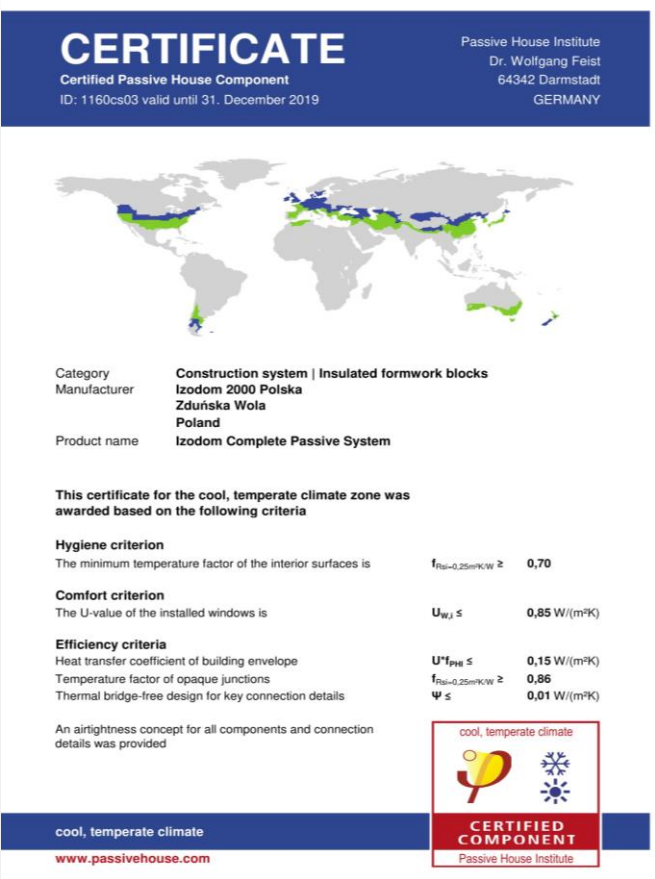 CERTIFICATE
Certified Passive House Component
ID: 1160cs03 valid until 31. December 2019
Passive House Institute
Dr. Wolfgang Feist
64342 Darmstadt
GERMANY
Category Construction system | Insulated formwork blocks
Manufacturer Izodom 2000 Polska
Zduńska Wola
Poland
Product name Izodom Complete Passive System
This certificate for the cool, temperate climate zone was
awarded based on the following criteria
Hygiene criterion
The minimum temperature factor of the interior surfaces is fRsi=0,25m²K/W ≥ 0,70
Comfort criterion
The U-value of the installed windows is UW,i ≤ 0,85 W/(m²K)
Efficiency criteria
Heat transfer coefficient of building envelope U*fPHI ≤ 0,15 W/(m²K)
Temperature factor of opaque junctions fRsi=0,25m²K/W ≥ 0,86
Thermal bridge-free design for key connection details Ψ ≤ 0,01 W/(m²K)
An airtightness concept for all components and connection
details was provided
cool, temperate climate
CERTIFIED
COMPONENT
Passive House Institute
cool, temperate climate
www.passivehouse.com